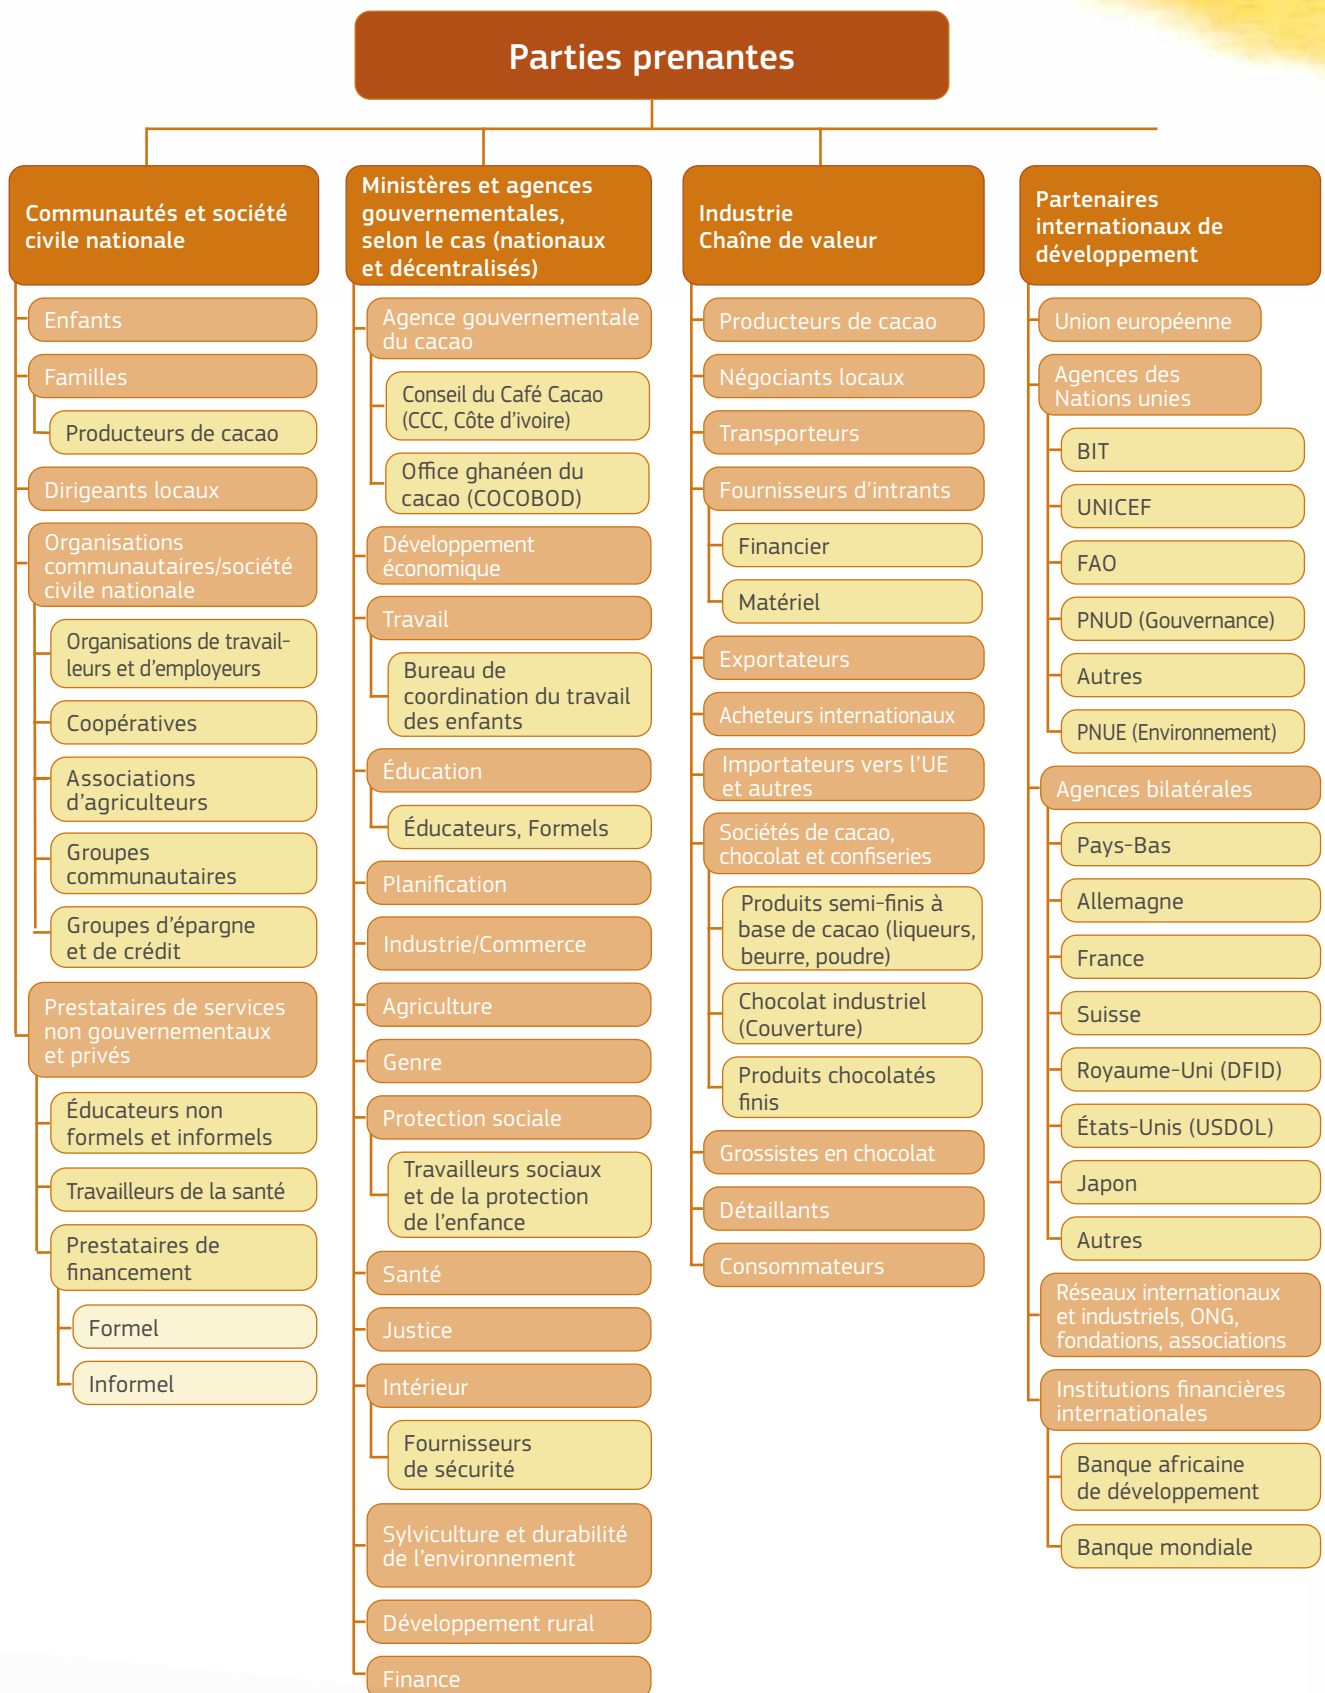 Parties prenantes
Communautés et société
civile nationale
Enfants
Familles
Producteurs de cacao
Dirigeants locaux
Organisations
communautaires/société
civile nationale
Organisations de travail-
leurs et d'employeurs
Coopératives
Associations
d'agriculteurs
Groupes
communautaires
Groupes d'épargne
et de crédit
Prestataires de services
non gouvernementaux
et privés
Éducateurs non
formels et informels
Travailleurs de la santé
Prestataires de
financement
Formel
Informel
Ministères et agences
gouvernementales,
selon le cas (nationaux
et décentralisés)
Agence gouvernementale
du cacao
Conseil du Café Cacao
(CCC, Côte d'ivoire)
Office ghanéen du
cacao (COCOBOD)
Développement
économique
Travail
Bureau de
coordination du travail
des enfants
Éducation
Éducateurs, Formels
Planification
Industrie/Commerce
Agriculture
Genre
Protection sociale
Travailleurs sociaux
et de la protection
de l'enfance
Santé
Justice
Intérieur
Fournisseurs
de sécurité
Sylviculture et durabilité
de l'environnement
Développement rural
Finance
Industrie
Chaîne de valeur
Producteurs de cacao
Négociants locaux
Transporteurs
Fournisseurs d'intrants
Financier
Matériel
Exportateurs
Acheteurs internationaux
Importateurs vers l'UE
et autres
Sociétés de cacao,
chocolat et confiseries
Produits semi-finis à
base de cacao (liqueurs,
beurre, poudre)
Chocolat industriel
(Couverture)
Produits chocolatés
finis
Grossistes en chocolat
Détaillants
Consommateurs
Partenaires
internationaux de
développement
Union européenne
Agences des
Nations unies
BIT
UNICEF
FAO
PNUD (Gouvernance)
Autres
PNUE (Environnement)
Agences bilatérales
Pays-Bas
Allemagne
France
Suisse
Royaume-Uni (DFID)
États-Unis (USDOL)
Japon
Autres
Réseaux internationaux
et industriels, ONG,
fondations, associations
Institutions financières
internationales
Banque africaine
de développement
Banque mondiale